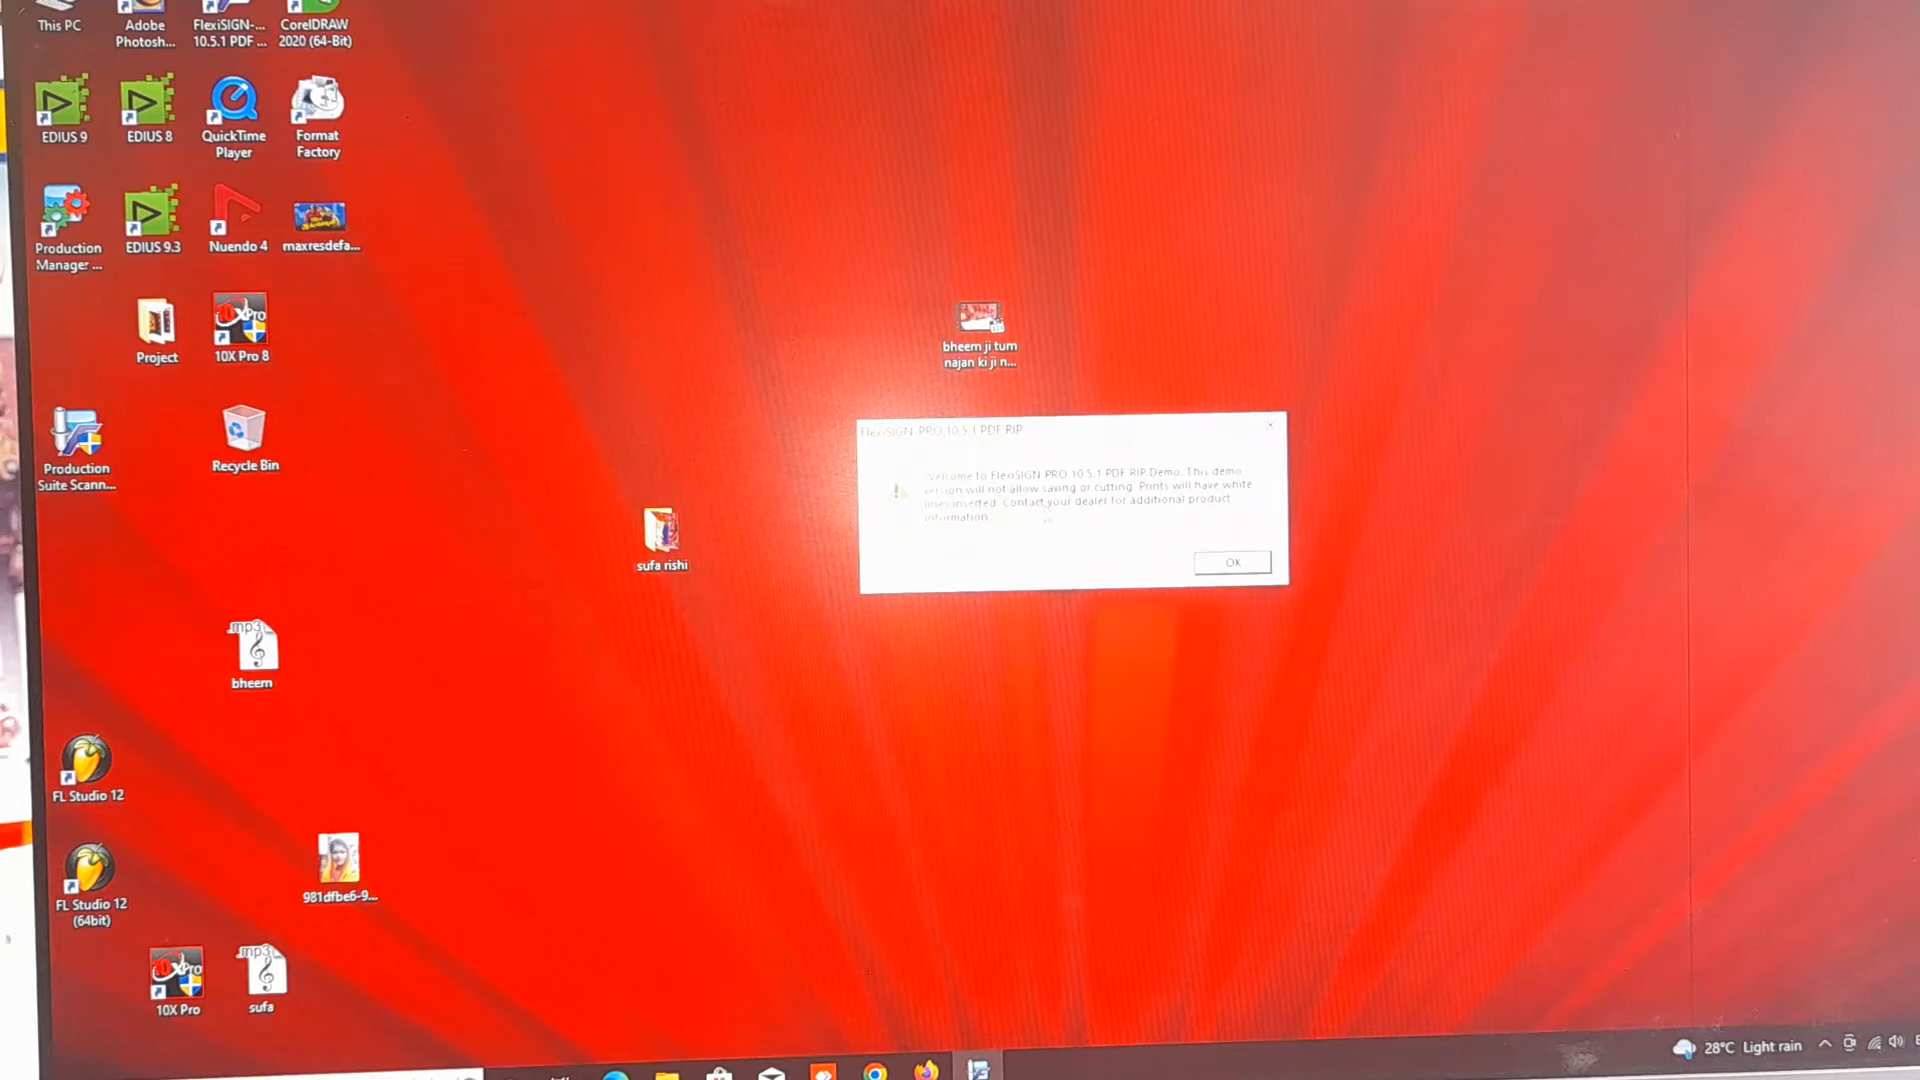 This PC
Adobe
Photosh...
FlexiSIGN-...
10.5.1 PDF ...
CorelDRAW
2020 (64-Bit)
EDIUS 9
EDIUS 8
QuickTime
Player
Format
Factory
Production
Manager ...
EDIUS 9.3
Nuendo 4
maxresdefa...
Project
10xPro
10X Pro 8
bheem ji tum
najan ki ji n...
Production
Suite Scann...
Recycle Bin
FlexiSIGN-PRO 10.5.1 PDF RIP
Welcome to FlexiSIGN-PRO 10.5.1 PDF RIP Demo. This demo
version will not allow saving or cutting. Prints will have white
lines inserted. Contact your dealer for additional product
information.
OK
sufa rishi
mp3
bheem
FL Studio 12
FL Studio 12
(64bit)
981dfbe6-9...
10xPro
10X Pro
mp3
sufa
28°C Light rain